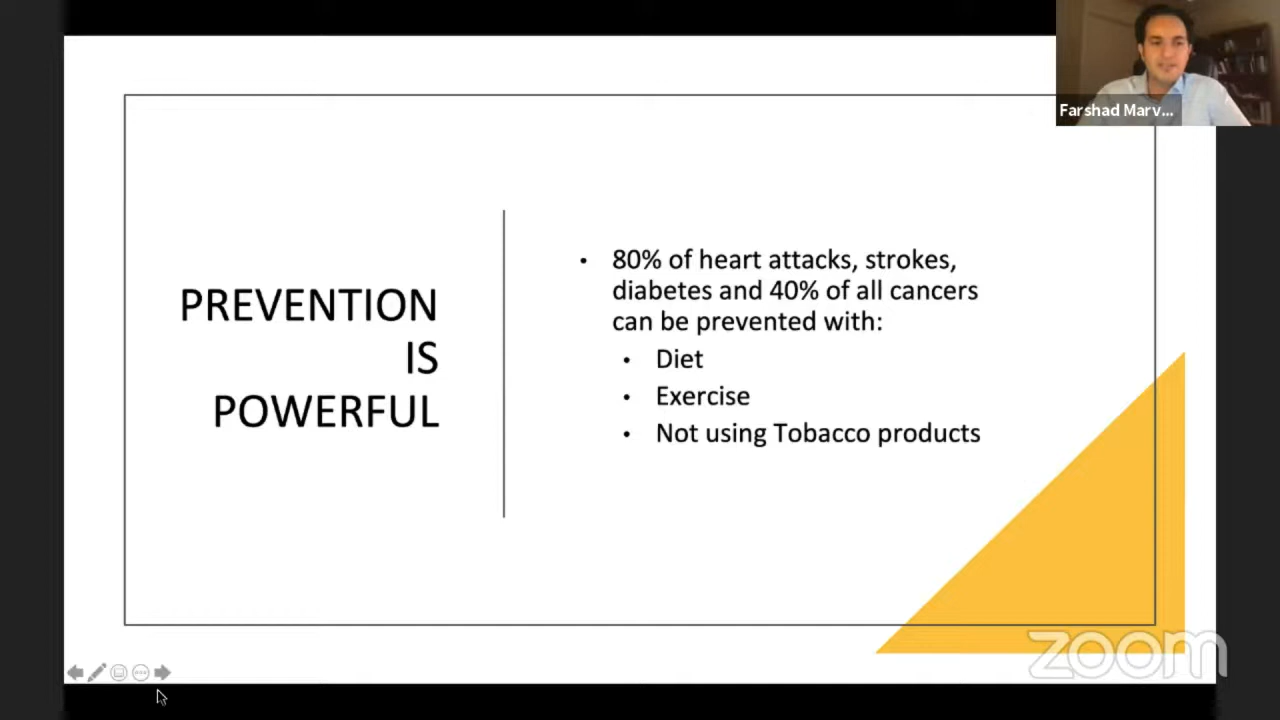 Farshad Marv...
PREVENTION
IS
POWERFUL
• 80% of heart attacks, strokes,
diabetes and 40% of all cancers
can be prevented with:
• Diet
• Exercise
• Not using Tobacco products
zoom